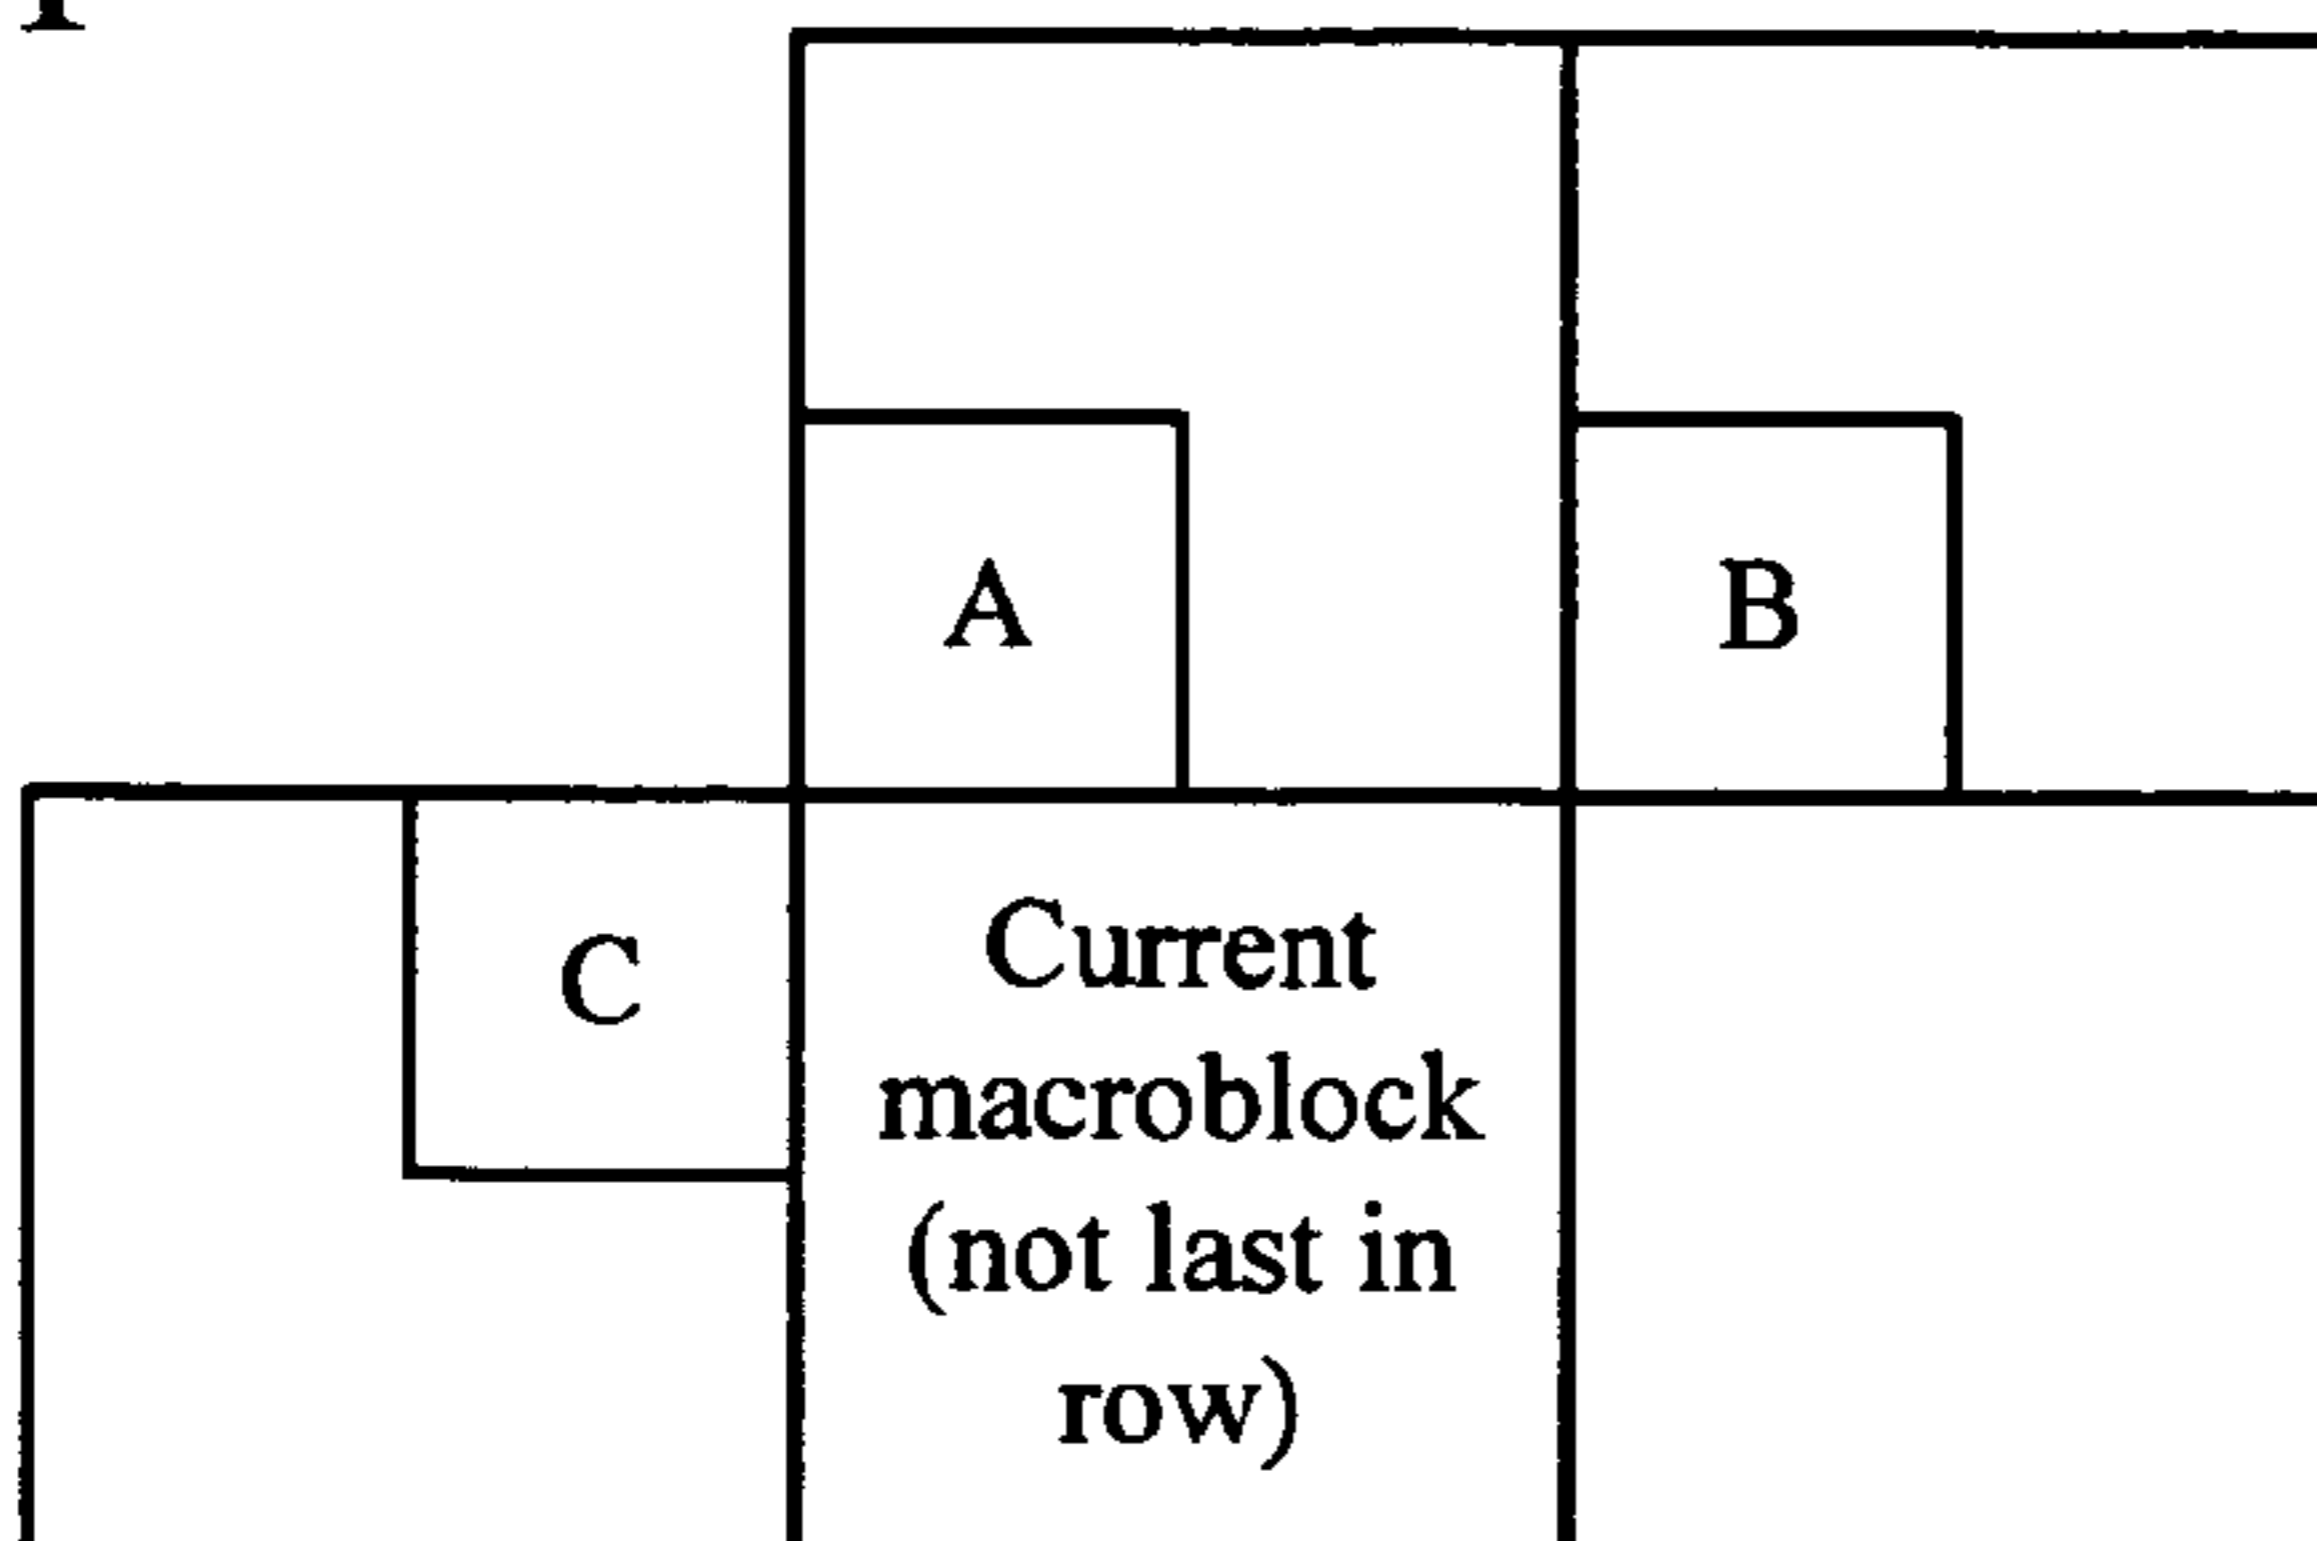 A
B
C
Current
macroblock
(not last in
row)